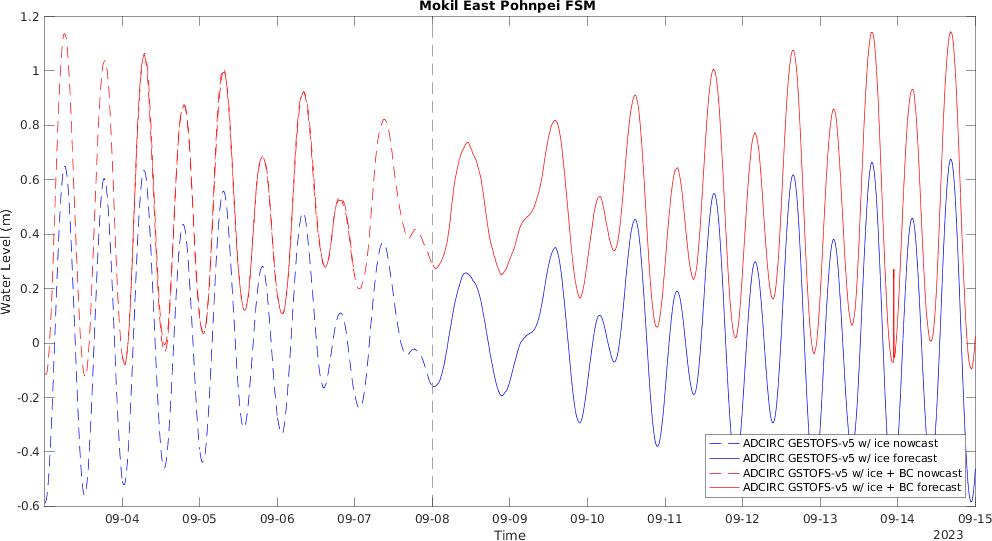 Mokil East Pohnpei FSM
1.2
1
0.8
0.6
0.4
0.2
0
-0.2
-0.4
-0.6
Water Level (m)
ADCIRC GESTOFS-v5 w/ ice nowcast
ADCIRC GESTOFS-v5 w/ ice forecast
ADCIRC GSTOFS-v5 w/ ice + BC nowcast
ADCIRC GSTOFS-v5 w/ ice + BC forecast
09-04 09-05 09-06 09-07 09-08 09-09 09-10 09-11 09-12 09-13 09-14 09-15
Time
2023